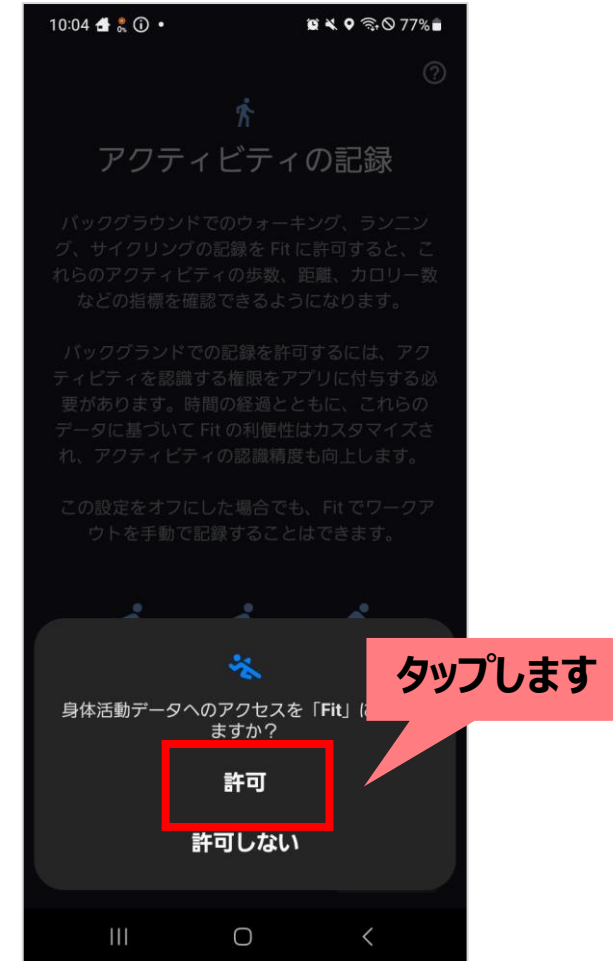 10:04
77%
アクティビティの記録
バックグラウンドでのウォーキング、ランニン
グ、サイクリングの記録を Fit に許可すると、こ
れらのアクティビティの歩数、距離、カロリー数
などの指標を確認できるようになります。
バックグランドでの記録を許可するには、アク
ティビティを認識する権限をアプリに付与する必
要があります。時間の経過とともに、これらの
データに基づいて Fit の利便性はカスタマイズさ
れ、アクティビティの認識精度も向上します。
この設定をオフにした場合でも、Fit でワークア
ウトを手動で記録することはできます。
タップします
身体活動データへのアクセスを「Fit」に
ますか？
許可
許可しない